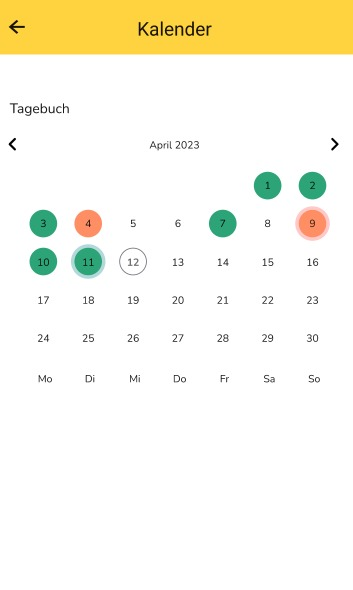 Kalender
Tagebuch
April 2023
1 2
3 4 5 6 7 8 9
10 11 12 13 14 15 16
17 18 19 20 21 22 23
24 25 26 27 28 29 30
Mo Di Mi Do Fr Sa So